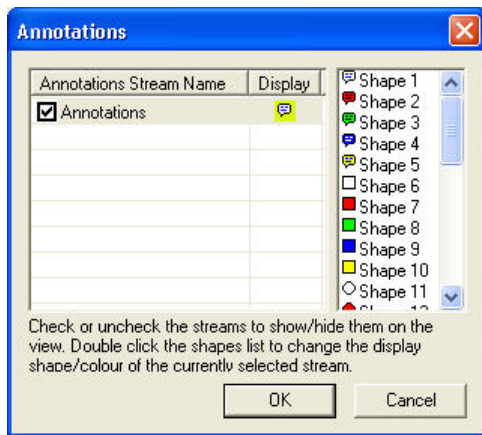 Annotations
Annotations Stream Name Display
Annotations
Shape 1
Shape 2
Shape 3
Shape 4
Shape 5
Shape 6
Shape 7
Shape 8
Shape 9
Shape 10
Shape 11
Check or uncheck the streams to show/hide them on the
view. Double click the shapes list to change the display
shape/colour of the currently selected stream.
OK Cancel